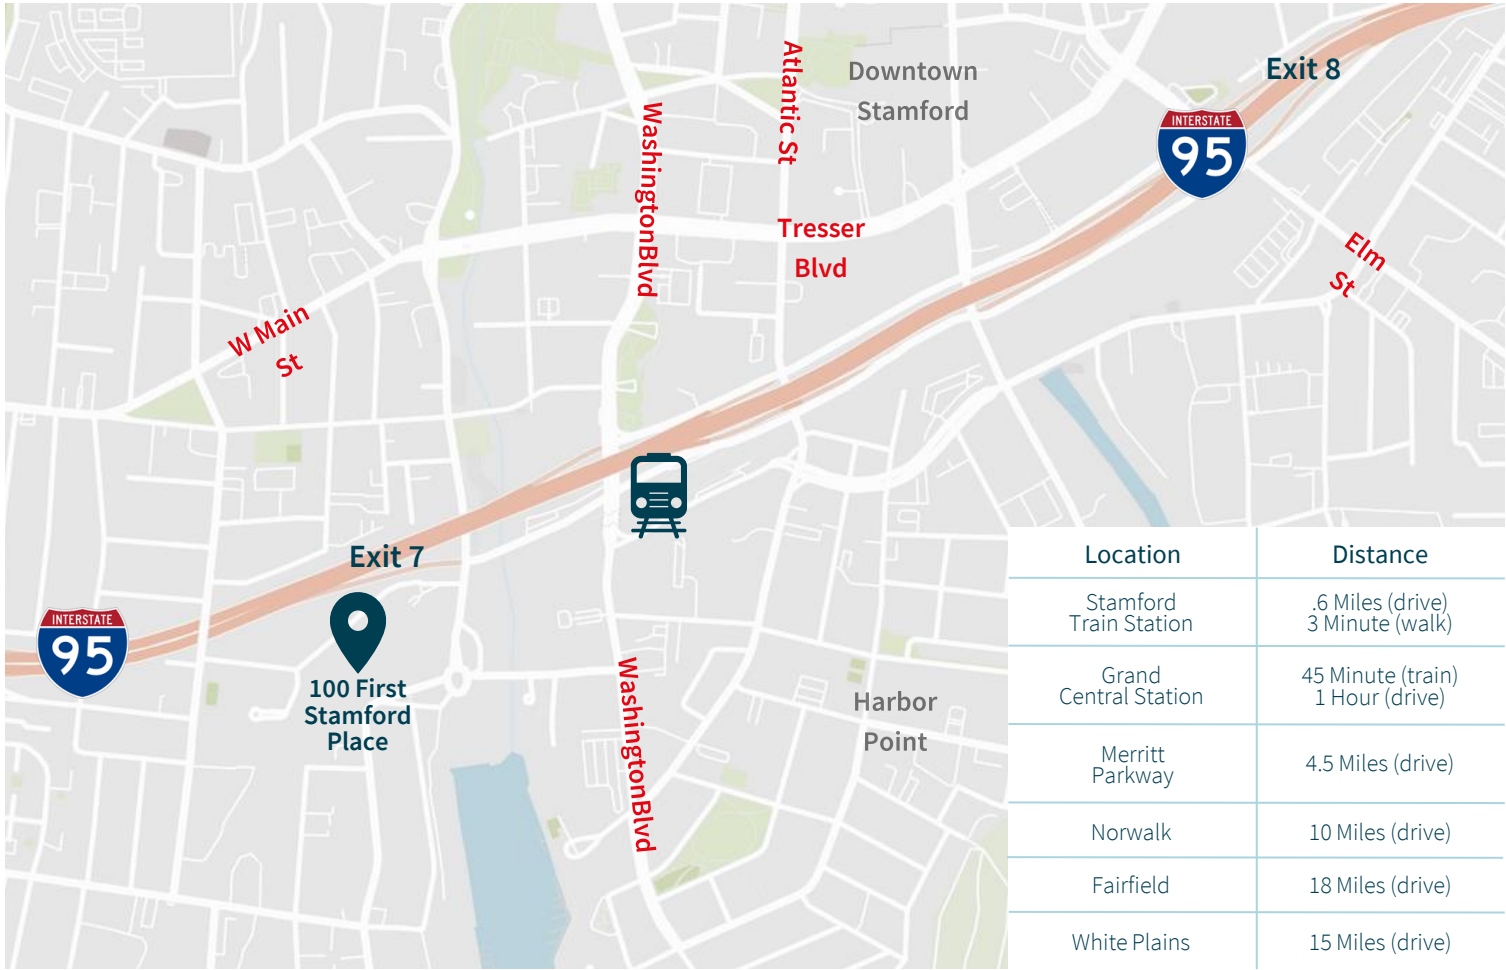 Atlantic St
Downtown
Stamford
Exit 8
INTERSTATE
95
WashingtonBlvd
Tresser
Blvd
Elm
St
W Main
St
Exit 7
INTERSTATE
95
100 First
Stamford
Place
WashingtonBlvd
Harbor
Point
Location Distance
Stamford
Train Station
.6 Miles (drive)
3 Minute (walk)
Grand
Central Station
45 Minute (train)
1 Hour (drive)
Merritt
Parkway
4.5 Miles (drive)
Norwalk 10 Miles (drive)
Fairfield 18 Miles (drive)
White Plains 15 Miles (drive)